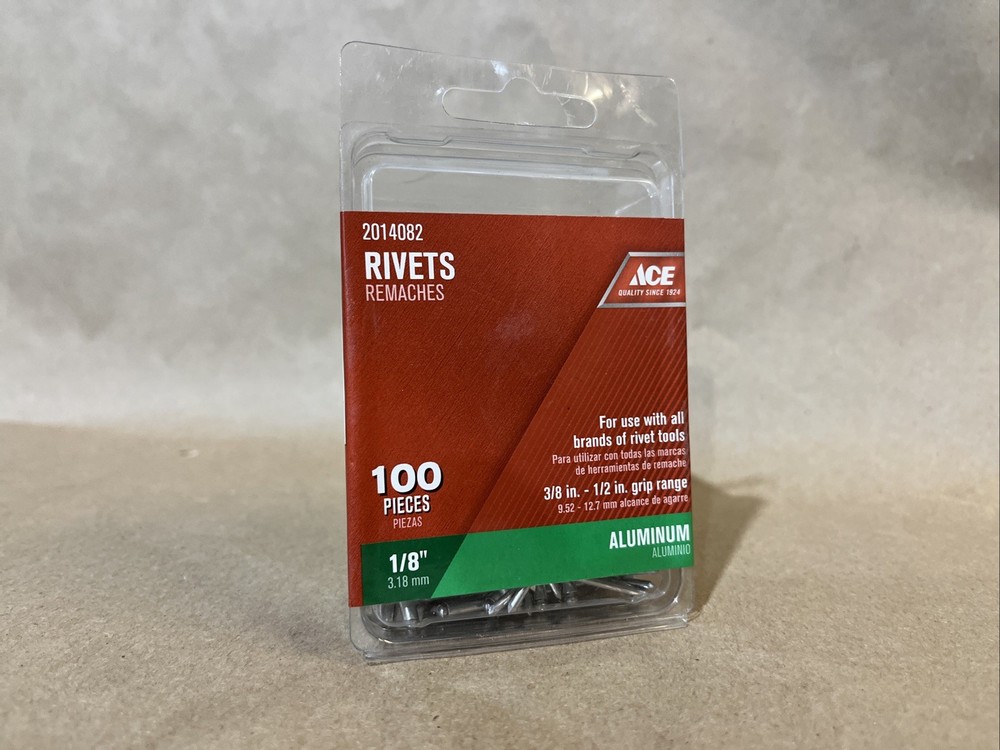 2014082
RIVETS
REMACHES
ACE
QUALITY SINCE 1924
For use with all
brands of rivet tools
Para utilizar con todas las marcas
de herramientas de remache
3/8 in. - 1/2 in. grip range
9.52 - 12.7 mm alcance de agarre
100
PIECES
PIEZAS
1/8"
3.18 mm
ALUMINUM
ALUMINIO